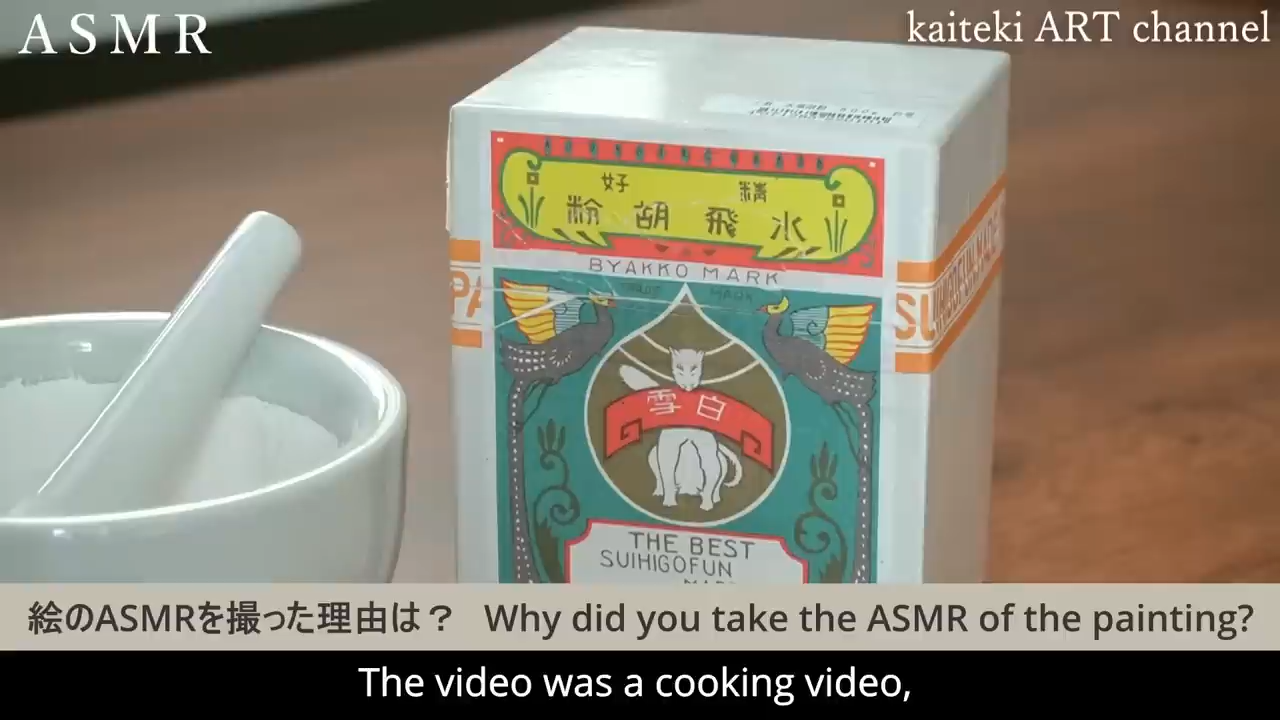 ASMR
kaiteki ART channel
好 精
粉胡飛水
BYAKKO MARK
TRADE MARK
雪白
THE BEST
SUIHIGOFUN
絵のASMRを撮った理由は？ Why did you take the ASMR of the painting?
The video was a cooking video,